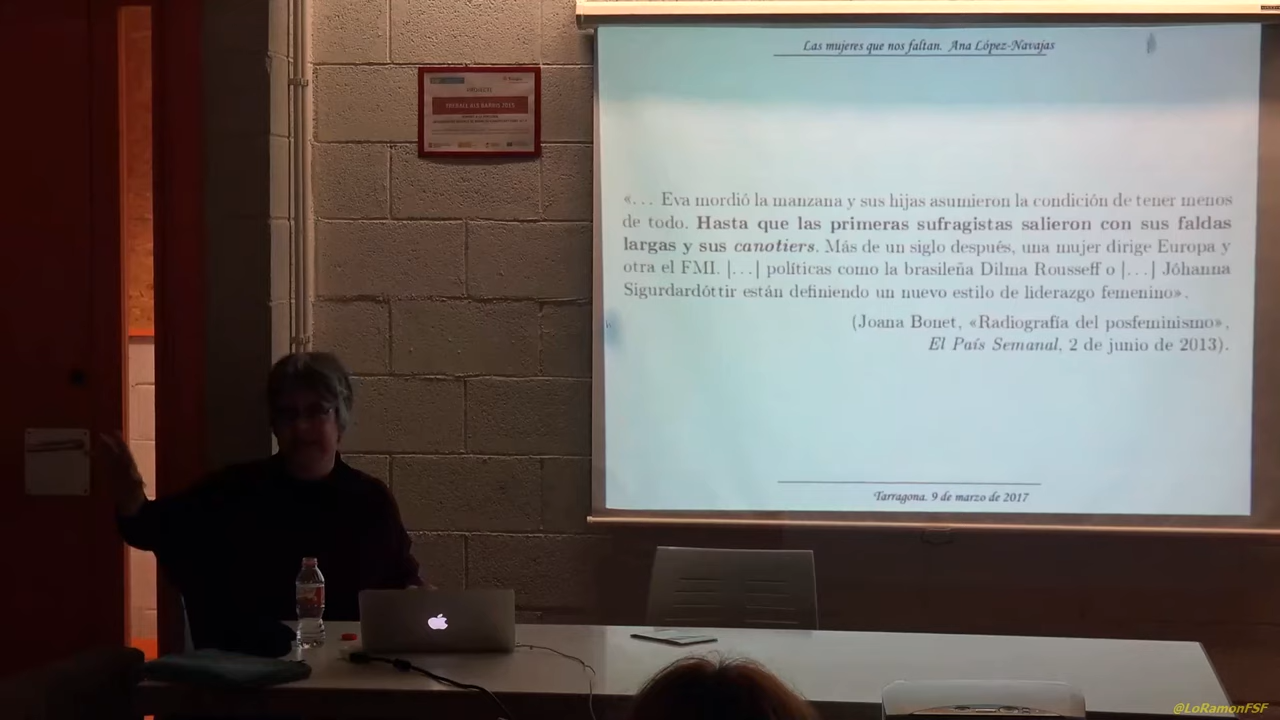 Las mujeres que nos faltan. Ana López-Navajas
«... Eva mordió la manzana y sus hijas asumieron la condición de tener menos
de todo. Hasta que las primeras sufragistas salieron con sus faldas
largas y sus canotiers. Más de un siglo después, una mujer dirige Europa y
otra el FMI. [...] políticas como la brasileña Dilma Rousseff o [...] Jóhanna
Sigurdardóttir están definiendo un nuevo estilo de liderazgo femenino».
(Joana Bonet, «Radiografía del posfeminismo»,
El País Semanal, 2 de junio de 2013).
Tarragona. 9 de marzo de 2017
@LoRamonFSF